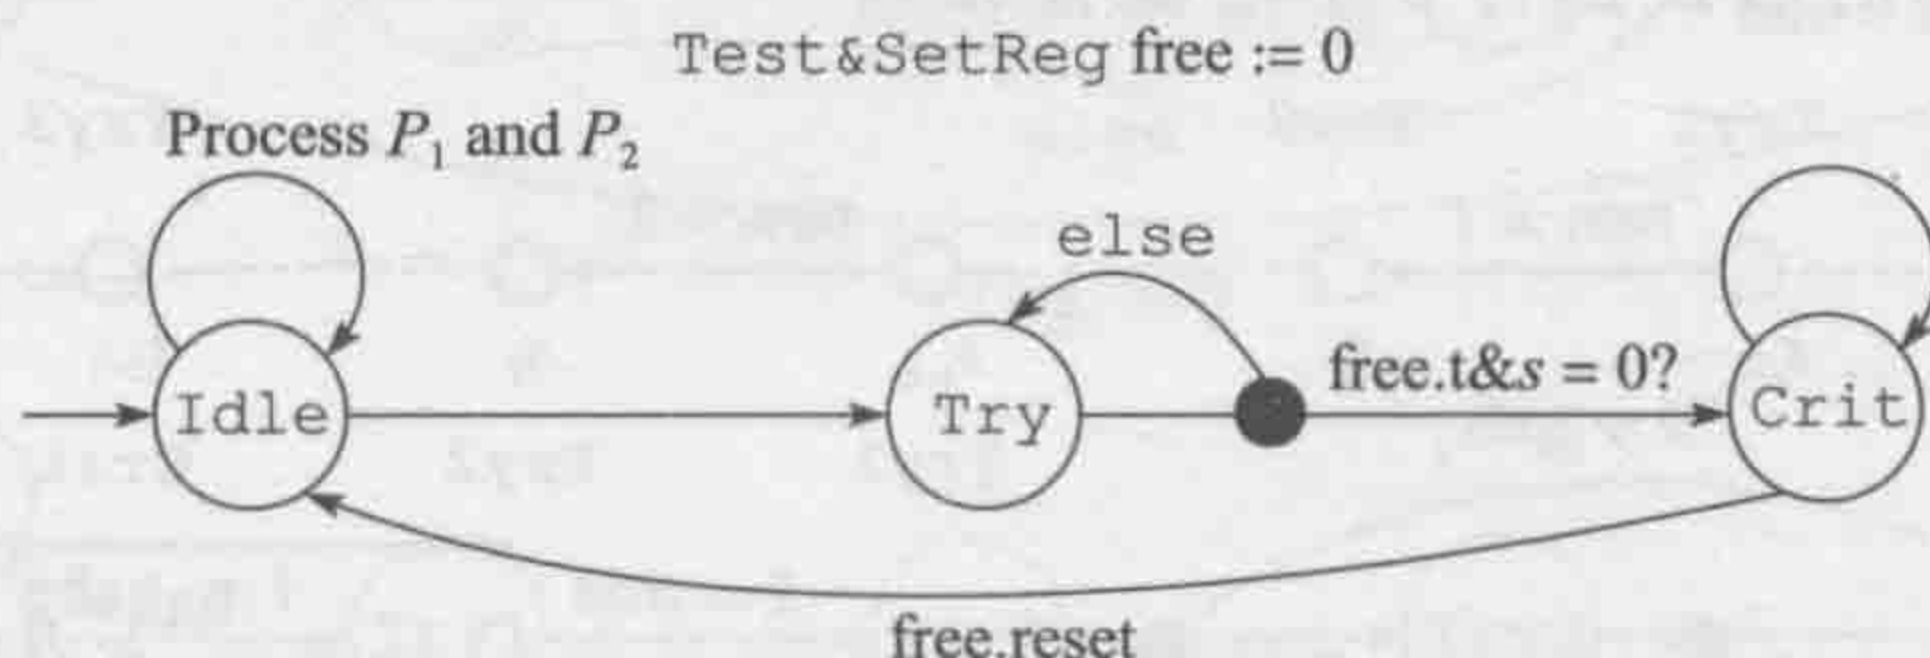 Test&SetReg free := 0
Process P₁ and P₂
else
free.t&s = 0?
Idle
Try
Crit
free.reset